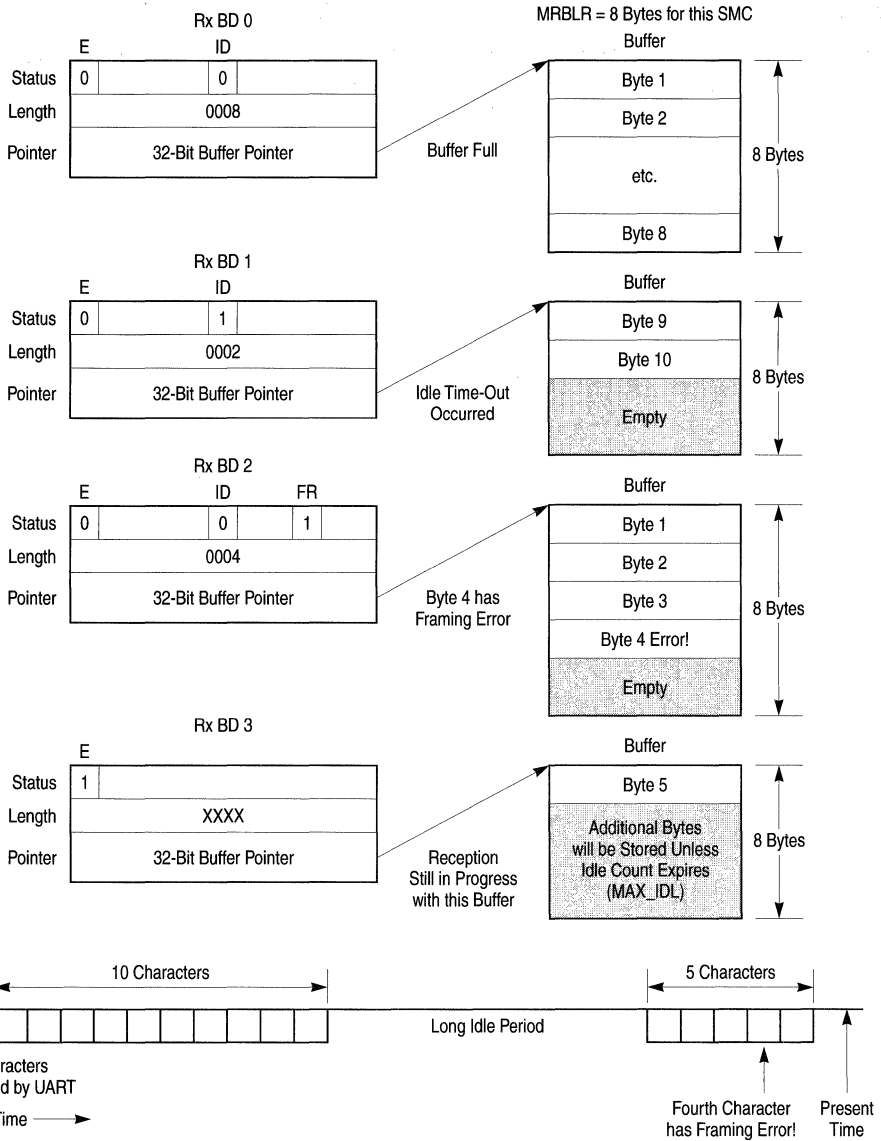 MRBLR = 8 Bytes for this SMC
Rx BD 0
E ID
Status 0 0
Length 0008
Pointer 32-Bit Buffer Pointer
Buffer Full
Buffer
Byte 1
Byte 2
etc.
Byte 8
8 Bytes
Rx BD 1
E ID
Status 0 1
Length 0002
Pointer 32-Bit Buffer Pointer
Idle Time-Out
Occurred
Buffer
Byte 9
Byte 10
Empty
8 Bytes
Rx BD 2
E ID FR
Status 0 0 1
Length 0004
Pointer 32-Bit Buffer Pointer
Byte 4 has
Framing Error
Buffer
Byte 1
Byte 2
Byte 3
Byte 4 Error!
Empty
8 Bytes
Rx BD 3
E
Status 1
Length XXXX
Pointer 32-Bit Buffer Pointer
Reception
Still in Progress
with this Buffer
Buffer
Byte 5
Additional Bytes
will be Stored Unless
Idle Count Expires
(MAX_IDL)
8 Bytes
10 Characters
Long Idle Period
5 Characters
racters
d by UART
ime
Fourth Character
has Framing Error!
Present
Time